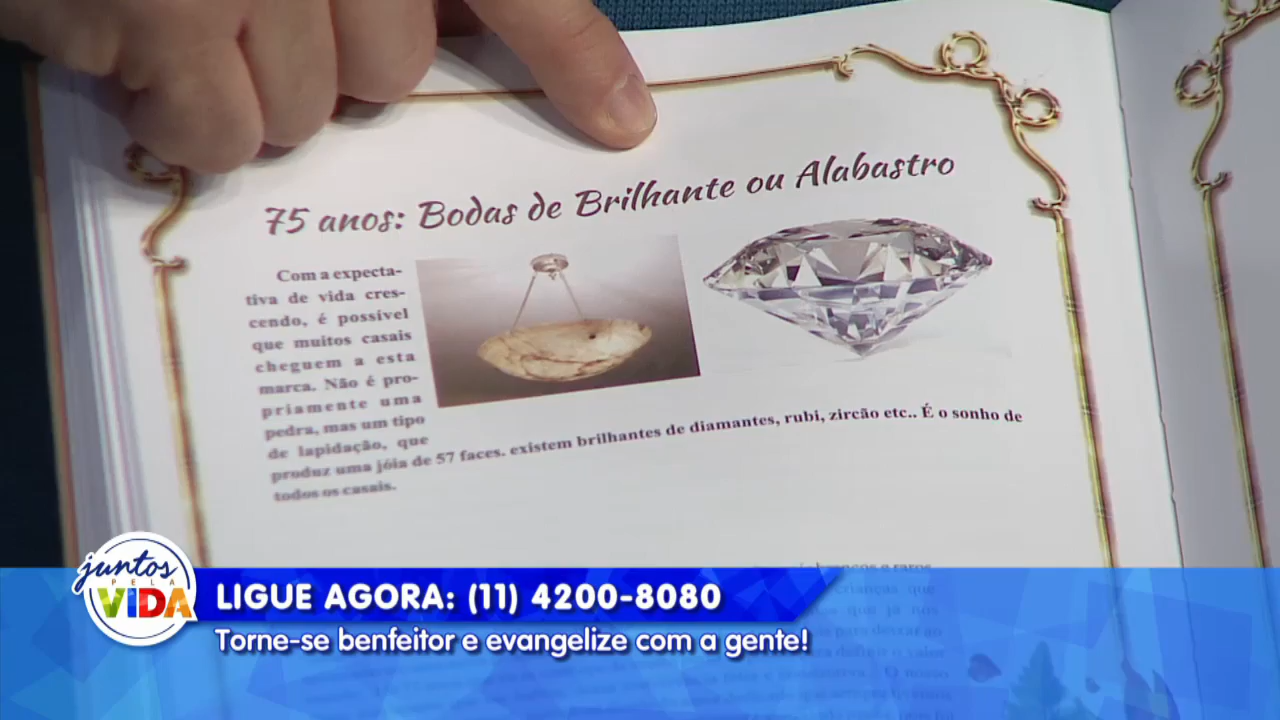 75 anos: Bodas de Brilhante ou Alabastro
Com a expecta-
tiva de vida cres-
cendo, é possível
que muitos casais
cheguem a esta
marca. Não é pro-
priamente uma
pedra, mas um tipo
de lapidação, que
produz uma jóia de 57 faces. existem brilhantes de diamantes, rubi, zircão etc.. É o sonho de
todos os casais.
juntos
PELA
VIDA
LIGUE AGORA: (11) 4200-8080
Torne-se benfeitor e evangelize com a gente!